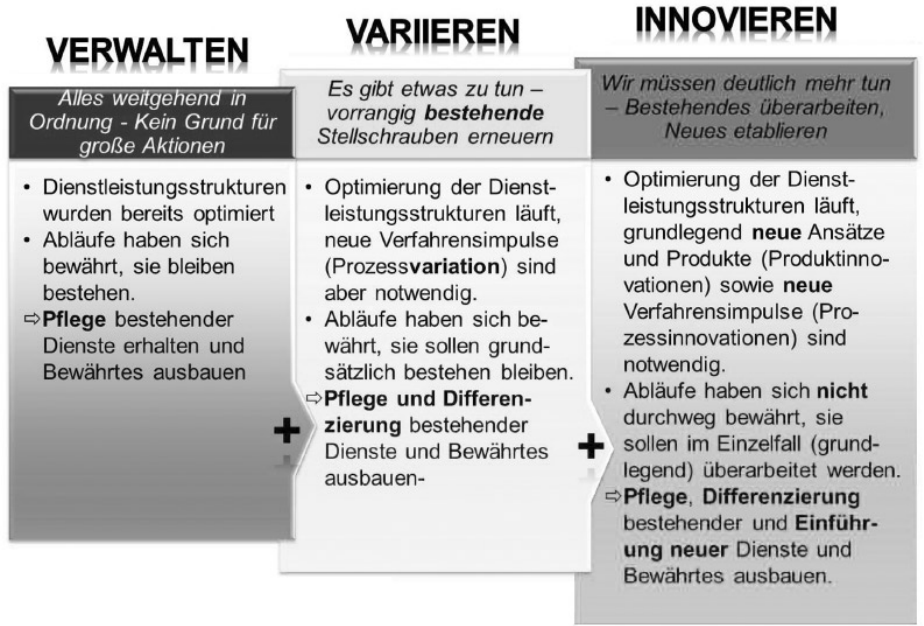 VERWALTEN
Alles weitgehend in
Ordnung - Kein Grund für
große Aktionen
• Dienstleistungsstrukturen
wurden bereits optimiert
• Abläufe haben sich
bewährt, sie bleiben
bestehen.
⇨Pflege bestehender
Dienste erhalten und
Bewährtes ausbauen
+
VARIIEREN
Es gibt etwas zu tun –
vorrangig bestehende
Stellschrauben erneuern
• Optimierung der Dienst-
leistungsstrukturen läuft,
neue Verfahrensimpulse
(Prozessvariation) sind
aber notwendig.
• Abläufe haben sich be-
währt, sie sollen grund-
sätzlich bestehen bleiben.
⇨Pflege und Differen-
zierung bestehender
Dienste und Bewährtes
ausbauen-
+
INNOVIEREN
Wir müssen deutlich mehr tun
– Bestehendes überarbeiten,
Neues etablieren
• Optimierung der Dienst-
leistungsstrukturen läuft,
grundlegend neue Ansätze
und Produkte (Produktinno-
vationen) sowie neue
Verfahrensimpulse (Pro-
zessinnovationen) sind
notwendig.
• Abläufe haben sich nicht
durchweg bewährt, sie
sollen im Einzelfall (grund-
legend) überarbeitet werden.
⇨Pflege, Differenzierung
bestehender und Einführ-
ung neuer Dienste und
Bewährtes ausbauen.